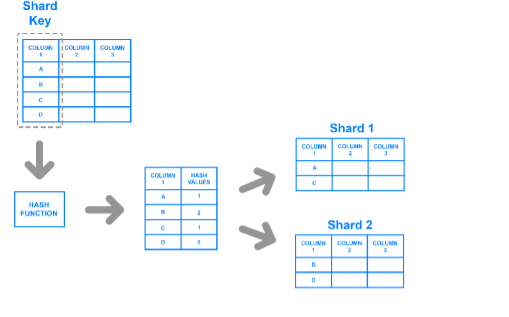 Shard
Key
COLUMN COLUMN COLUMN
1 2 3
A
B
C
D
HASH
FUNCTION
COLUMN HASH
1 VALUES
A 1
B 2
C 1
D 2
Shard 1
COLUMN COLUMN COLUMN
1 2 3
A
C
Shard 2
COLUMN COLUMN COLUMN
1 2 3
B
D